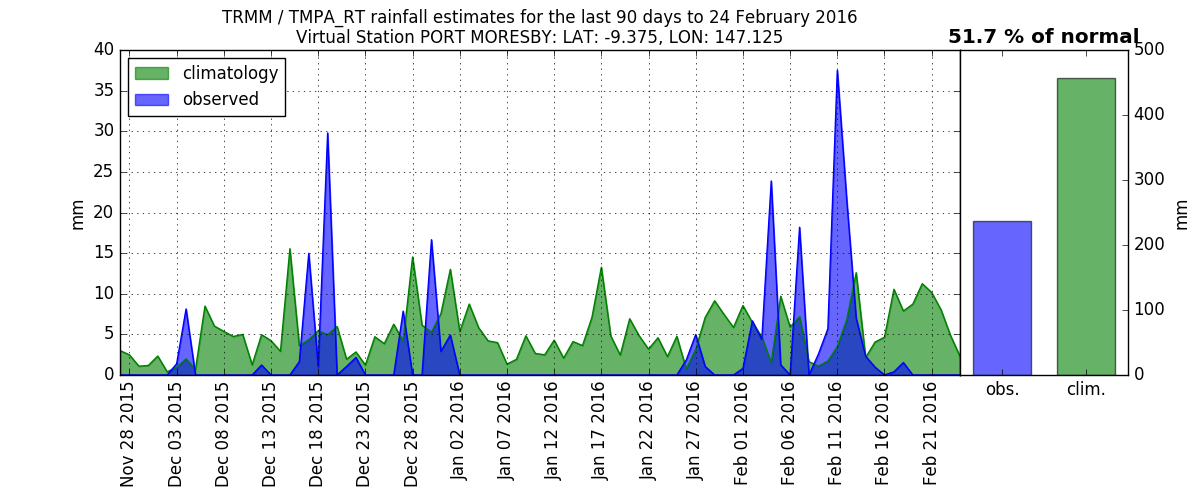 TRMM / TMPA_RT rainfall estimates for the last 90 days to 24 February 2016
Virtual Station PORT MORESBY: LAT: -9.375, LON: 147.125
51.7 % of normal
climatology
observed
40
35
30
25
20
15
10
5
0
mm
Nov 28 2015
Dec 03 2015
Dec 08 2015
Dec 13 2015
Dec 18 2015
Dec 23 2015
Dec 28 2015
Jan 02 2016
Jan 07 2016
Jan 12 2016
Jan 17 2016
Jan 22 2016
Jan 27 2016
Feb 01 2016
Feb 06 2016
Feb 11 2016
Feb 16 2016
Feb 21 2016
obs.
clim.
500
400
300
200
100
0
mm